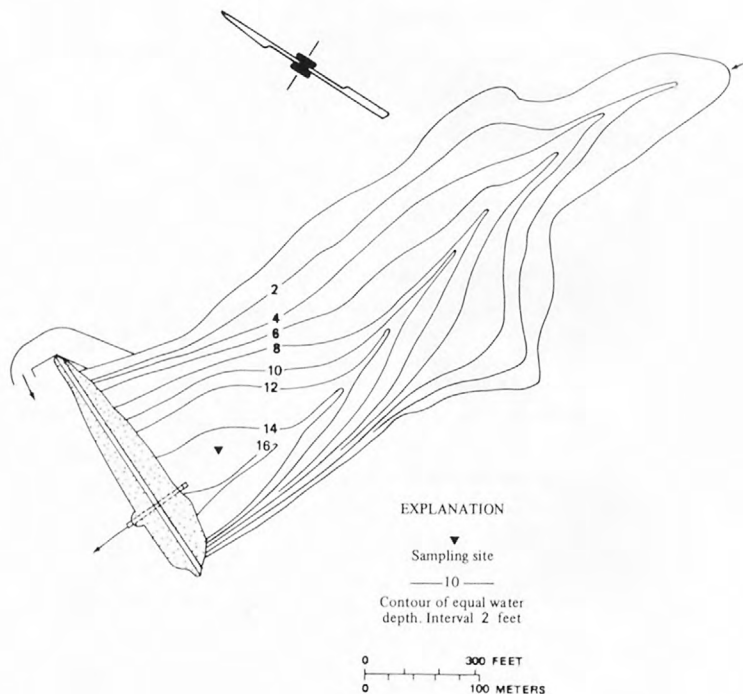 2
4
6
8
10
12
14
16
EXPLANATION
Sampling site
10
Contour of equal water
depth. Interval 2 feet
0 300 FEET
0 100 METERS